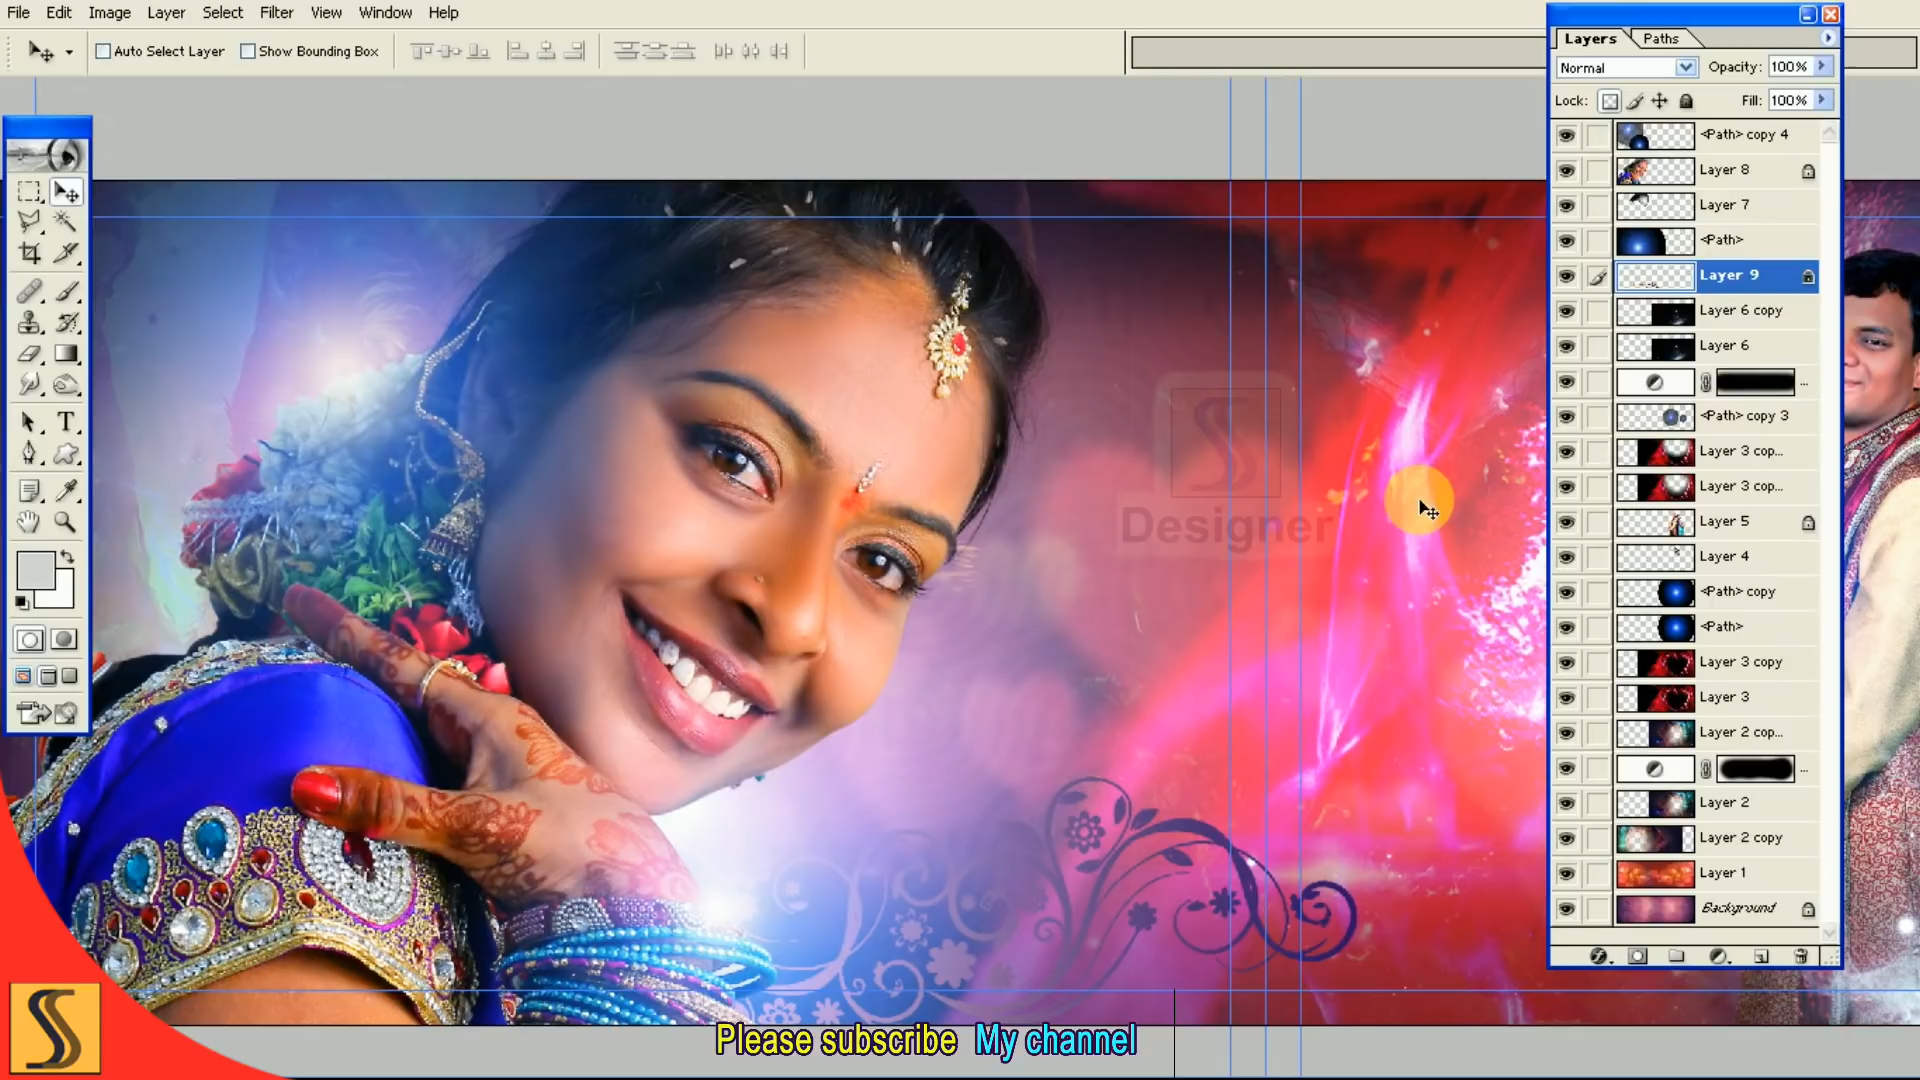 File Edit Image Layer Select Filter View Window Help
Auto Select Layer Show Bounding Box
Layers Paths
Normal Opacity: 100%
Lock: Fill: 100%
<Path> copy 4
Layer 8
Layer 7
<Path>
Layer 9
Layer 6 copy
Layer 6
...
<Path> copy 3
Layer 3 cop...
Layer 3 cop...
Layer 5
Layer 4
<Path> copy
<Path>
Layer 3 copy
Layer 3
Layer 2 cop...
...
Layer 2
Layer 2 copy
Layer 1
Background
T
S
Designer
S
Please subscribe My channel